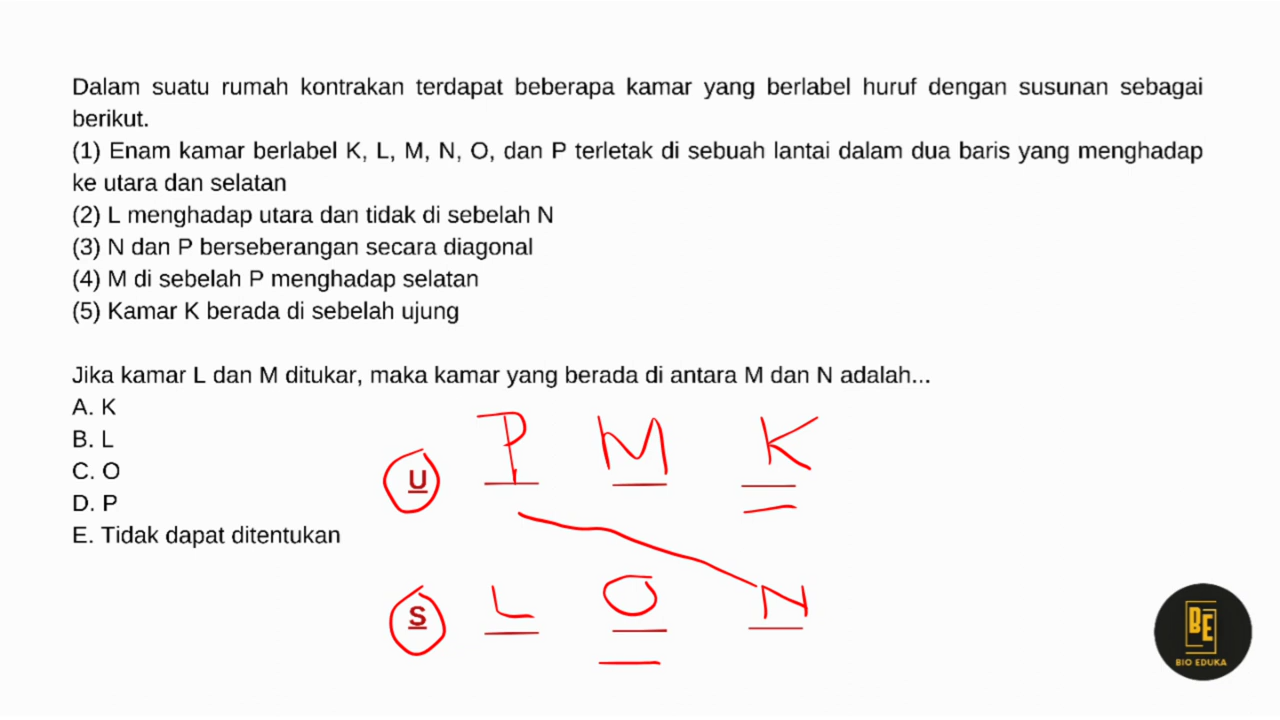 Dalam suatu rumah kontrakan terdapat beberapa kamar yang berlabel huruf dengan susunan sebagai
berikut.
(1) Enam kamar berlabel K, L, M, N, O, dan P terletak di sebuah lantai dalam dua baris yang menghadap
ke utara dan selatan
(2) L menghadap utara dan tidak di sebelah N
(3) N dan P berseberangan secara diagonal
(4) M di sebelah P menghadap selatan
(5) Kamar K berada di sebelah ujung
Jika kamar L dan M ditukar, maka kamar yang berada di antara M dan N adalah...
A. K
B. L
C. O
D. P
E. Tidak dapat ditentukan
U P M K
S L O N
BE
BIO EDUKA